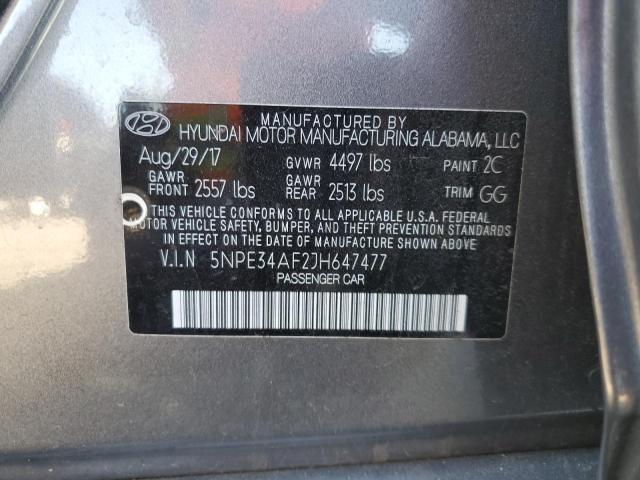 MANUFACTURED BY
HYUNDAI MOTOR MANUFACTURING ALABAMA, LLC
Aug/29/17 GVWR 4497 lbs PAINT 2C
GAWR FRONT 2557 lbs GAWR REAR 2513 lbs TRIM GG
THIS VEHICLE CONFORMS TO ALL APPLICABLE U.S.A. FEDERAL
MOTOR VEHICLE SAFETY, BUMPER, AND THEFT PREVENTION STANDARDS
IN EFFECT ON THE DATE OF MANUFACTURE SHOWN ABOVE.
V.I.N 5NPE34AF2JH647477
PASSENGER CAR